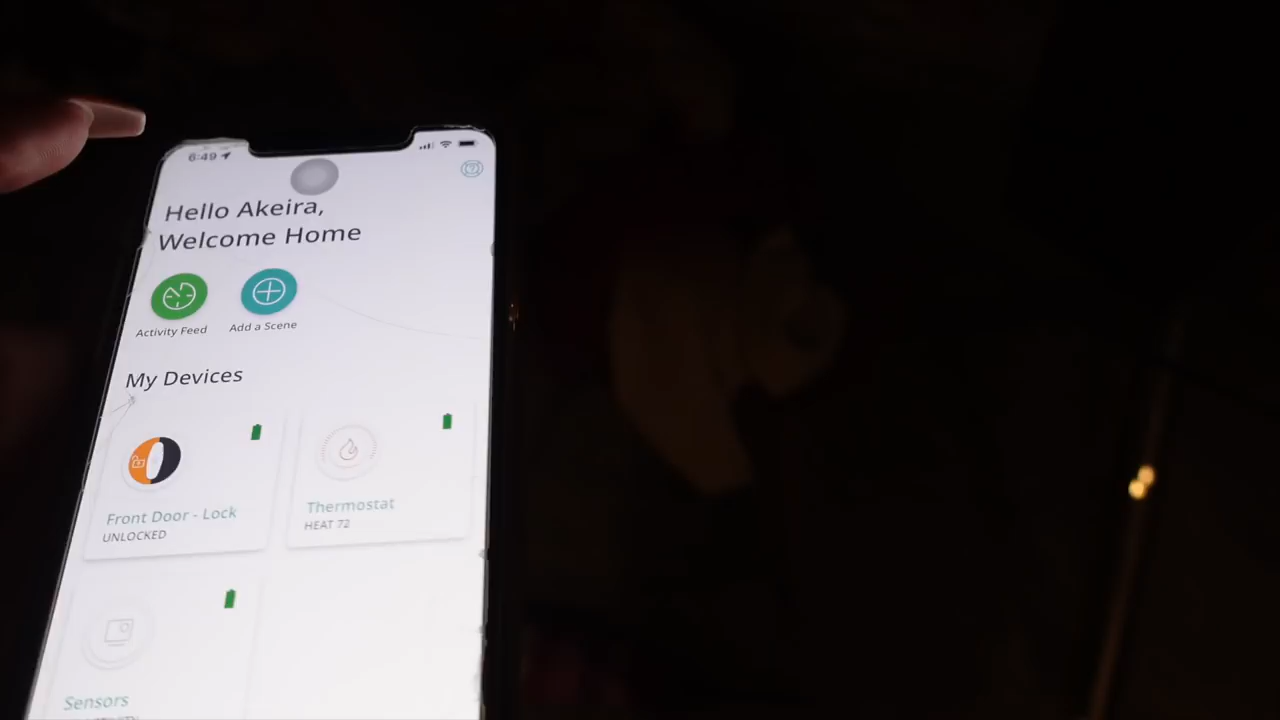 6:49
Hello Akeira,
Welcome Home
Activity Feed
Add a Scene
My Devices
Front Door - Lock
UNLOCKED
Thermostat
HEAT 72
Sensors